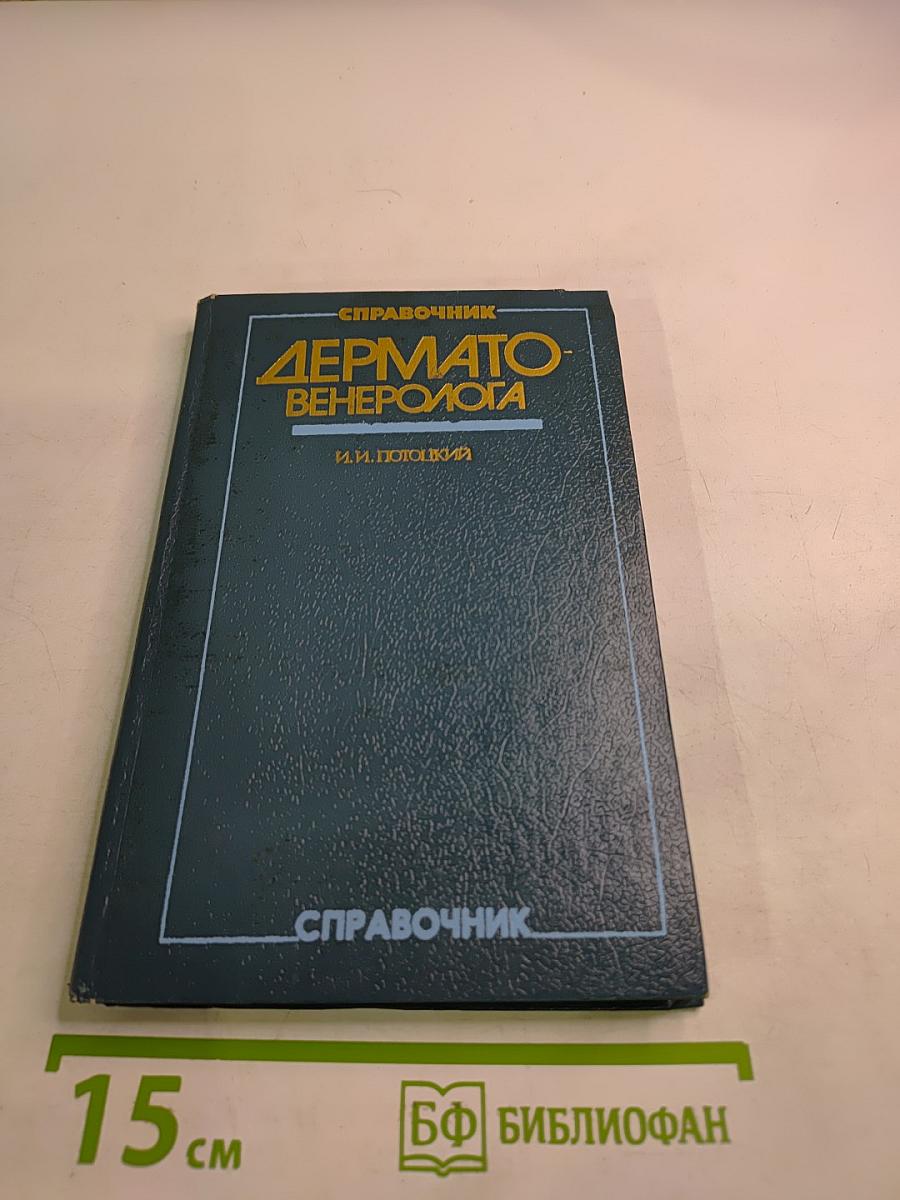 СПРАВОЧНИК
ДЕРМАТО-
ВЕНЕРОЛОГА
И. И. ПОТОЦКИЙ
СПРАВОЧНИК
15 см
БФ БИБЛИОФАН